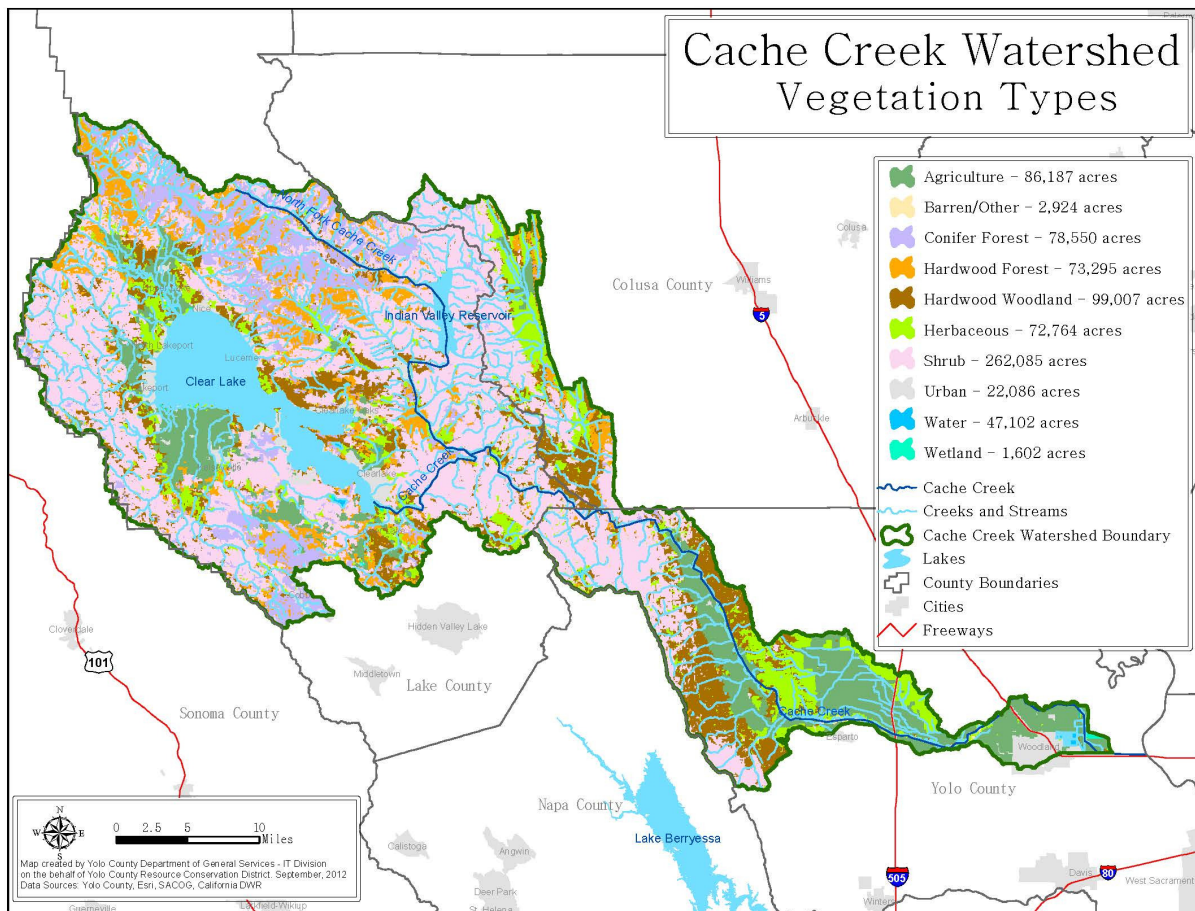 Cache Creek Watershed
Vegetation Types
Agriculture – 86,187 acres
Barren/Other – 2,924 acres
Conifer Forest – 78,550 acres
Hardwood Forest – 73,295 acres
Hardwood Woodland – 99,007 acres
Herbaceous – 72,764 acres
Shrub – 262,085 acres
Urban – 22,086 acres
Water – 47,102 acres
Wetland – 1,602 acres
Cache Creek
Creeks and Streams
Cache Creek Watershed Boundary
Lakes
County Boundaries
Cities
Freeways
North Fork Cache Creek
Colusa
Williams
Colusa County
5
Indian Valley Reservoir
Nice
Lucerne
Clear Lake
Arbuckle
Clearlake
Cache Creek
Cloverdale
101
Hidden Valley Lake
Middletown
Lake County
Sonoma County
Cache Creek
Esparto
Woodland
Yolo County
Napa County
Lake Berryessa
Calistoga
Angwin
Deer Park
St. Helena
505
80
Davis
West Sacram
Winters
N
W
E
S
0 2.5 5 10
Miles
Map created by Yolo County Department of General Services - IT Division
on the behalf of Yolo County Resource Conservation District. September, 2012
Data Sources: Yolo County, Esri, SACOG, California DWR